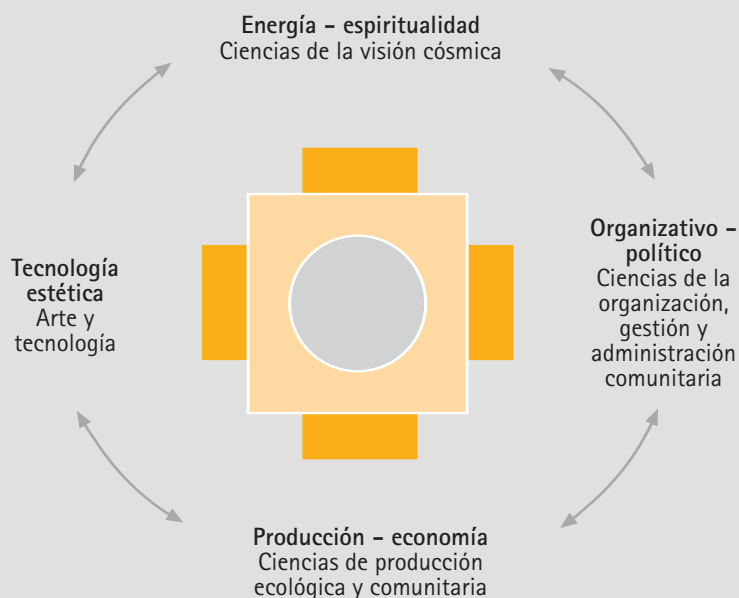 Energía – espiritualidad
Ciencias de la visión cósmica
Tecnología
estética
Arte y
tecnología
Organizativo –
político
Ciencias de la
organización,
gestión y
administración
comunitaria
Producción – economía
Ciencias de producción
ecológica y comunitaria